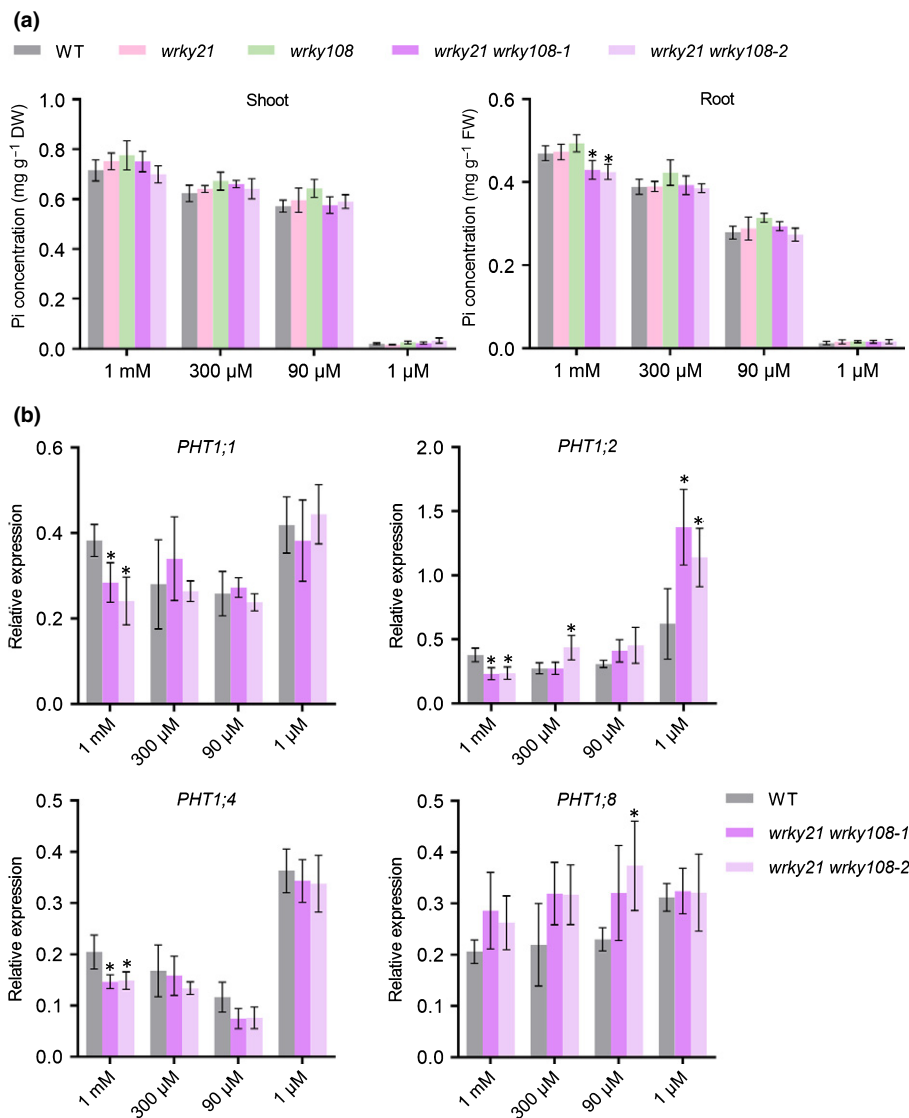 (a)
WT wrky21 wrky108 wrky21 wrky108-1 wrky21 wrky108-2
Shoot
Pi concentration (mg g⁻¹ DW)
1.0
0.8
0.6
0.4
0.2
0.0
1 mM 300 μM 90 μM 1 μM
Root
Pi concentration (mg g⁻¹ FW)
0.6
0.4
0.2
0.0
* *
1 mM 300 μM 90 μM 1 μM
(b)
PHT1;1
Relative expression
0.6
0.4
0.2
0.0
* *
1 mM 300 μM 90 μM 1 μM
PHT1;2
Relative expression
2.0
1.5
1.0
0.5
0.0
* * * * *
1 mM 300 μM 90 μM 1 μM
PHT1;4
Relative expression
0.5
0.4
0.3
0.2
0.1
0.0
* *
1 mM 300 μM 90 μM 1 μM
PHT1;8
Relative expression
0.5
0.4
0.3
0.2
0.1
0.0
*
1 mM 300 μM 90 μM 1 μM
WT
wrky21 wrky108-1
wrky21 wrky108-2